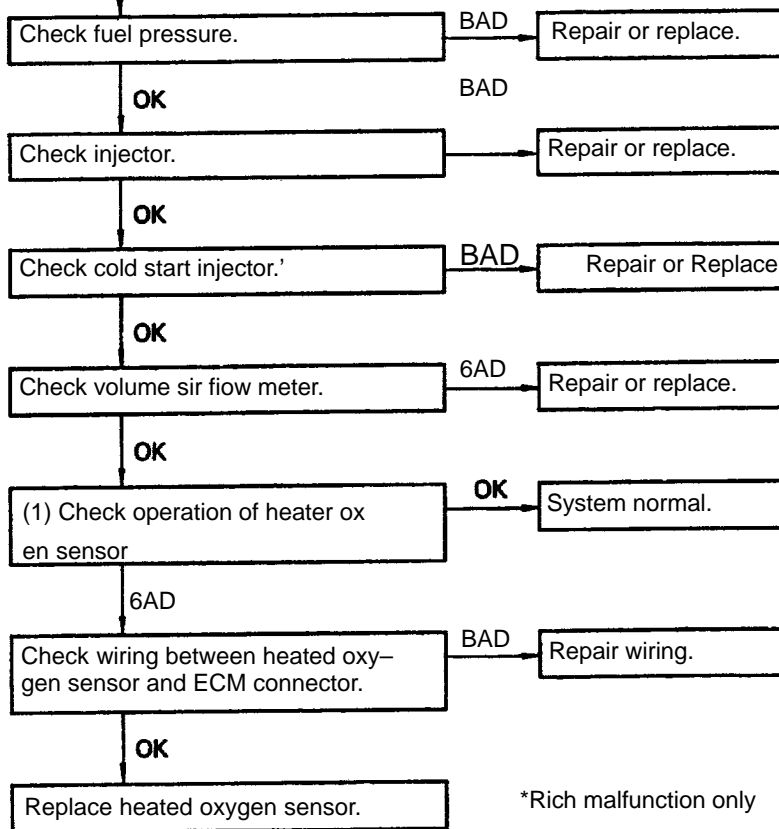 Check fuel pressure.
BAD
Repair or replace.
OK
BAD
Check injector.
Repair or replace.
OK
Check cold start injector.'
BAD
Repair or Replace
OK
Check volume sir fiow meter.
6AD
Repair or replace.
OK
(1) Check operation of heater ox
en sensor
OK
System normal.
6AD
Check wiring between heated oxy–
gen sensor and ECM connector.
BAD
Repair wiring.
OK
Replace heated oxygen sensor.
*Rich malfunction only